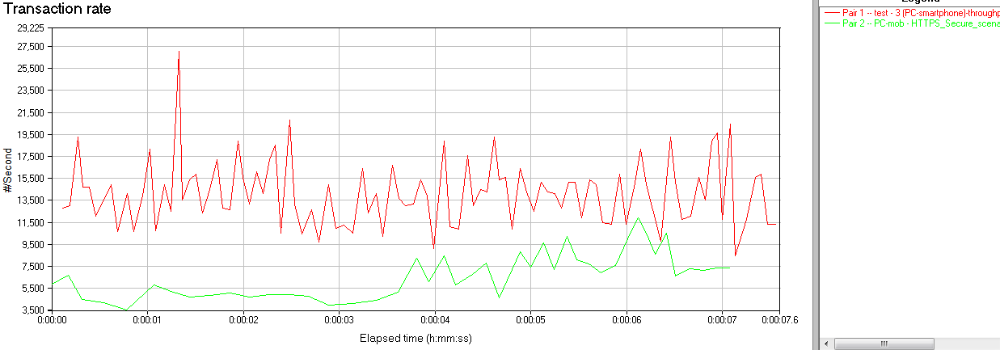 Transaction rate
Legend
Pair 1 -- test - 3 (PC-smartphone)-throughp
Pair 2 -- PC-mob - HTTPS_Secure_scena
29,225
27,500
25,500
23,500
21,500
19,500
17,500
15,500
13,500
11,500
9,500
7,500
5,500
3,500
#/Second
0:00:00 0:00:01 0:00:02 0:00:03 0:00:04 0:00:05 0:00:06 0:00:07 0:00:07.6
Elapsed time (h:mm:ss)